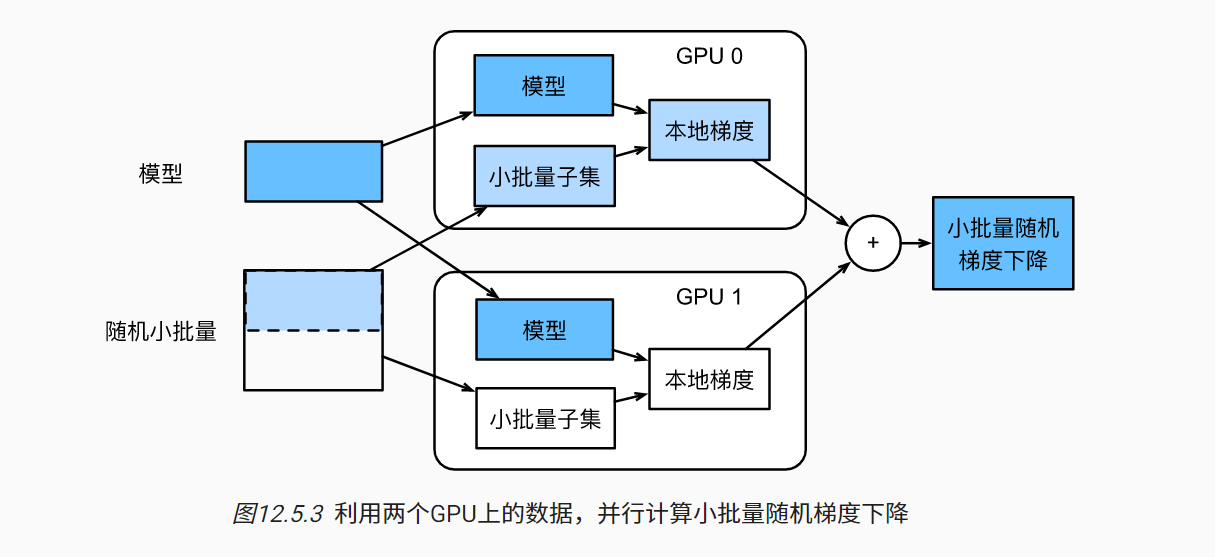 GPU 0
模型
本地梯度
小批量子集
模型
随机小批量
GPU 1
模型
本地梯度
小批量子集
+
小批量随机
梯度下降
图12.5.3 利用两个GPU上的数据，并行计算小批量随机梯度下降